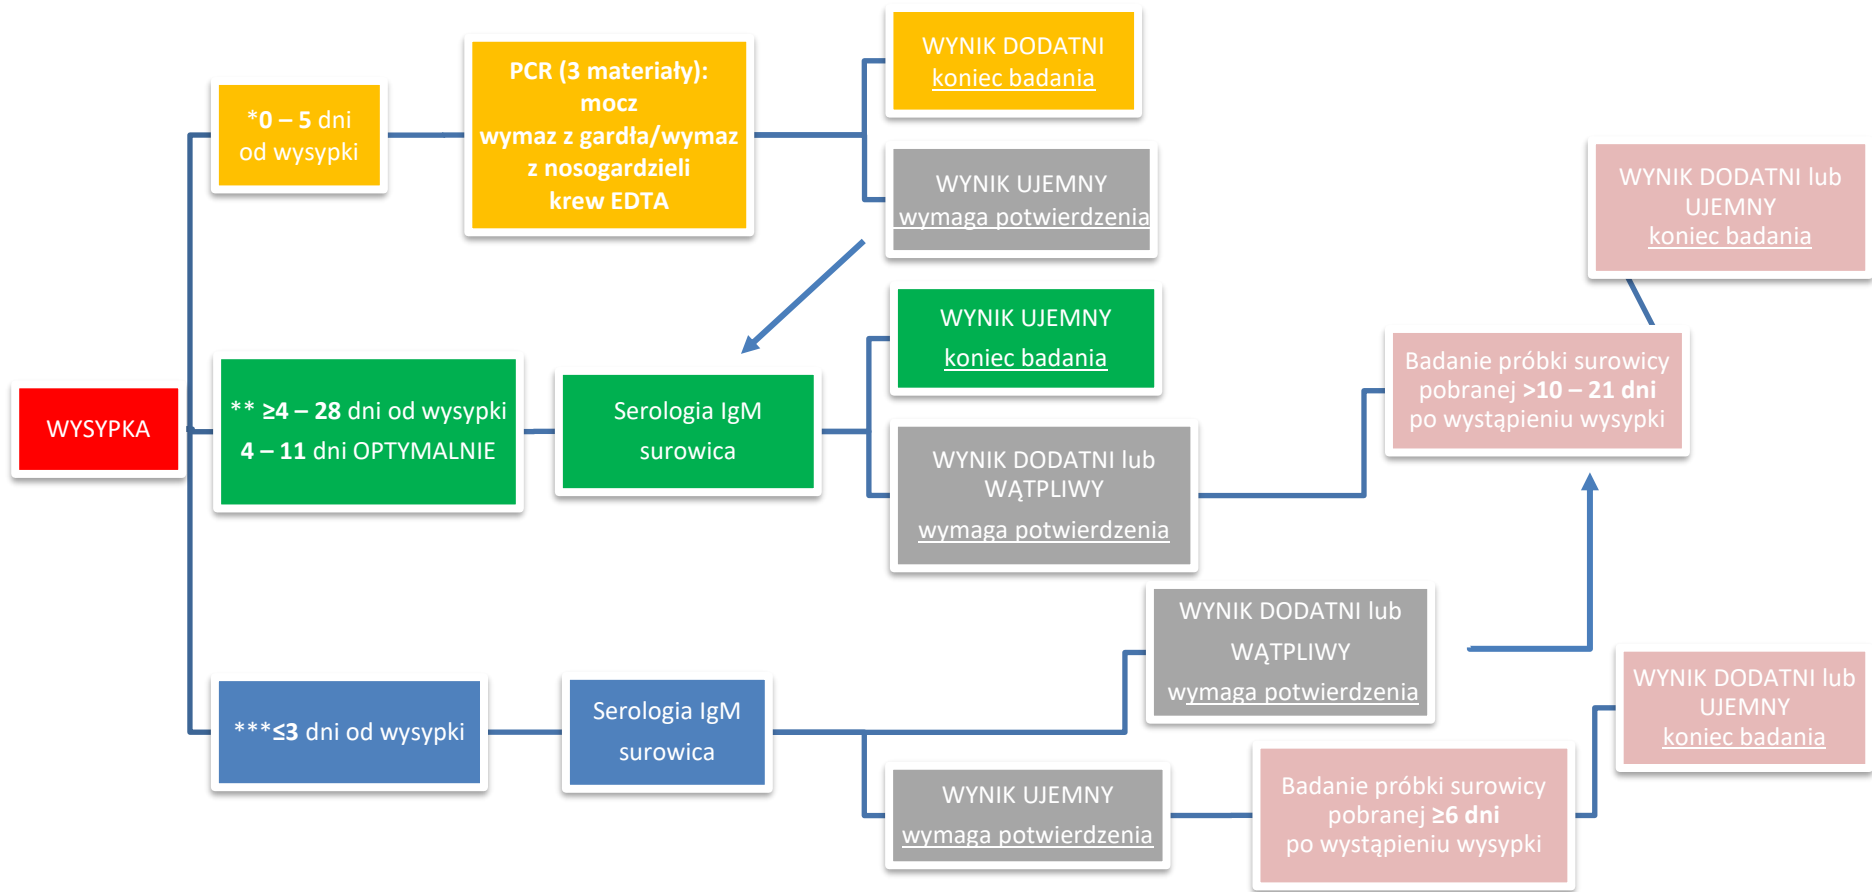 WYSYPKA
*0 – 5 dni
od wysypki
PCR (3 materiały):
mocz
wymaz z gardła/wymaz
z nosogardzieli
krew EDTA
WYNIK DODATNI
koniec badania
WYNIK UJEMNY
wymaga potwierdzenia
** ≥4 – 28 dni od wysypki
4 – 11 dni OPTYMALNIE
Serologia IgM
surowica
WYNIK UJEMNY
koniec badania
WYNIK DODATNI lub
WĄTPLIWY
wymaga potwierdzenia
Badanie próbki surowicy
pobranej >10 – 21 dni
po wystąpieniu wysypki
WYNIK DODATNI lub
UJEMNY
koniec badania
***≤3 dni od wysypki
Serologia IgM
surowica
WYNIK DODATNI lub
WĄTPLIWY
wymaga potwierdzenia
WYNIK UJEMNY
wymaga potwierdzenia
Badanie próbki surowicy
pobranej ≥6 dni
po wystąpieniu wysypki
WYNIK DODATNI lub
UJEMNY
koniec badania